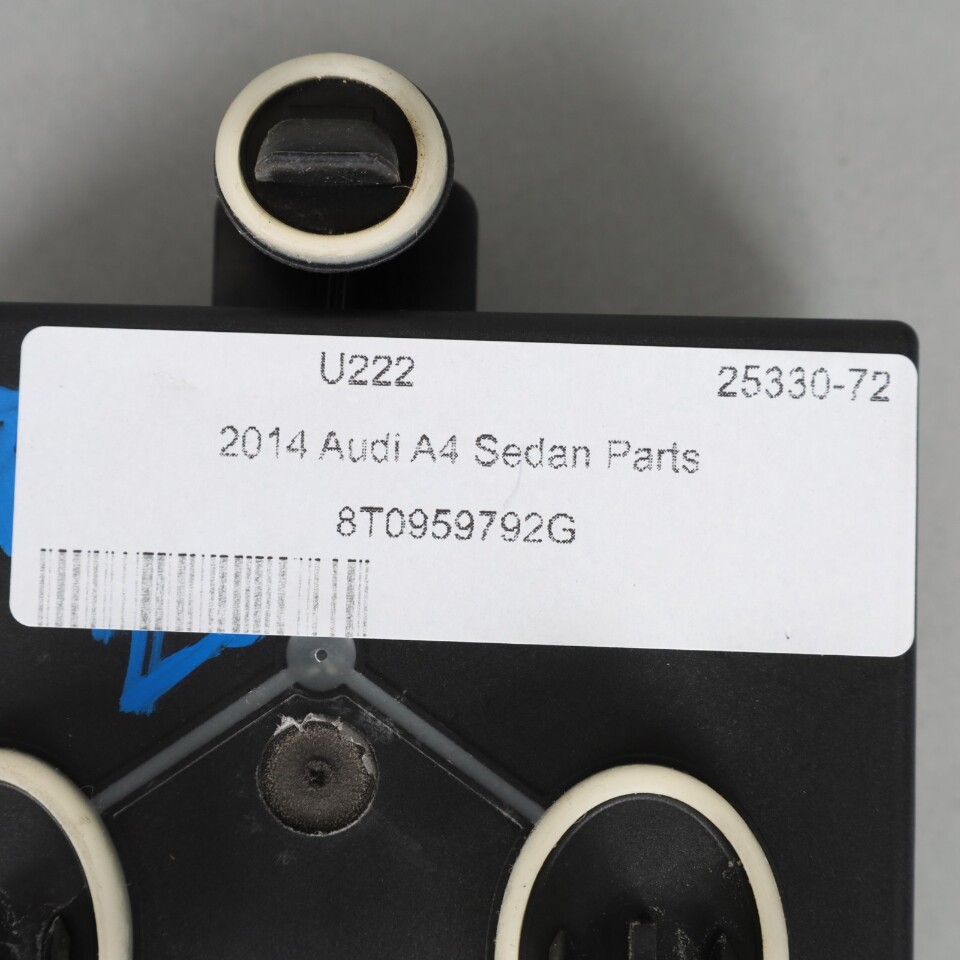 U222 25330-72
2014 Audi A4 Sedan Parts
8T0959792G